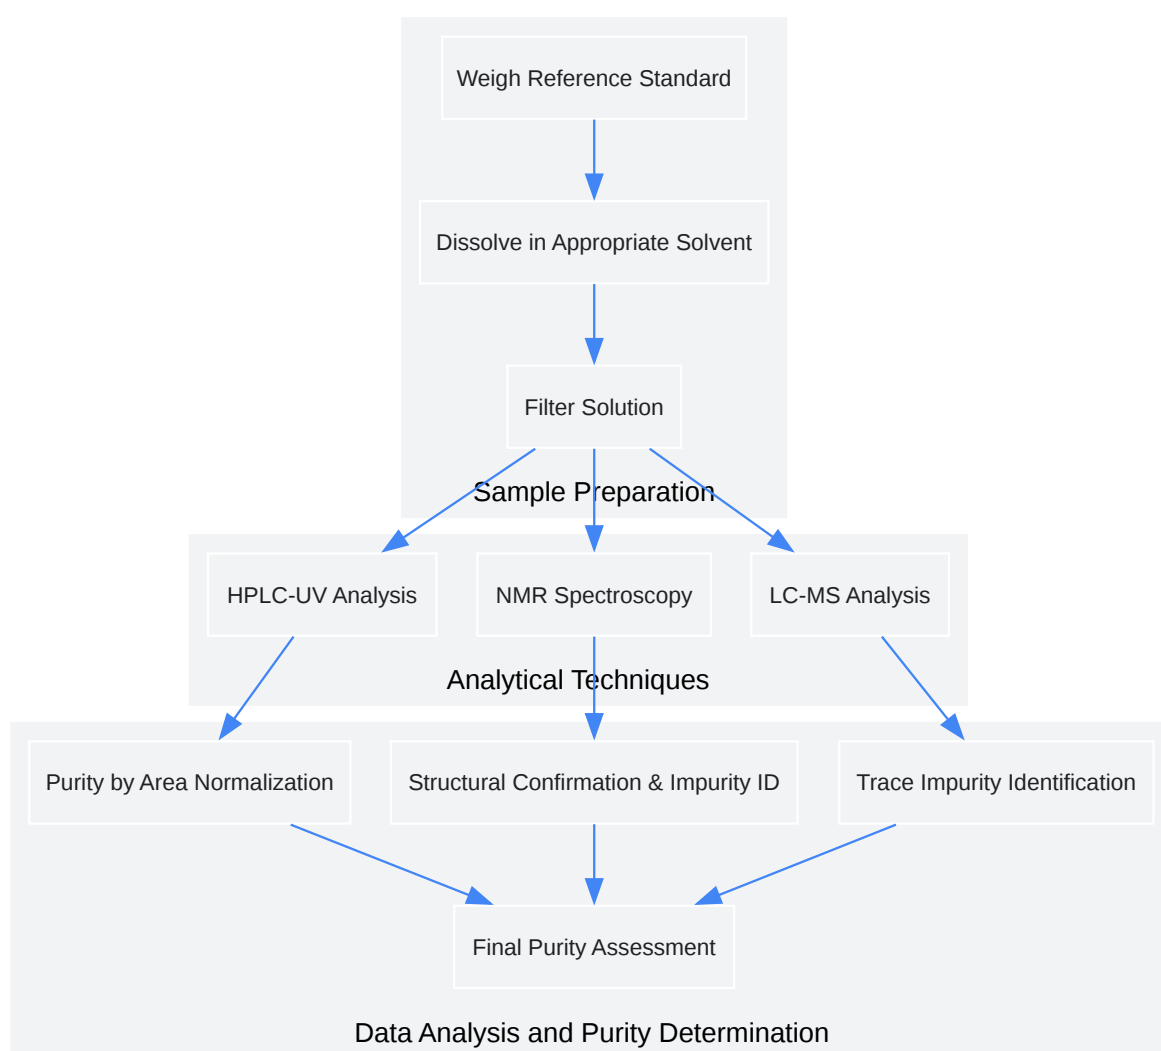 Weigh Reference Standard
Dissolve in Appropriate Solvent
Filter Solution
Sample Preparation
HPLC-UV Analysis
NMR Spectroscopy
LC-MS Analysis
Analytical Techniques
Purity by Area Normalization
Structural Confirmation & Impurity ID
Trace Impurity Identification
Final Purity Assessment
Data Analysis and Purity Determination